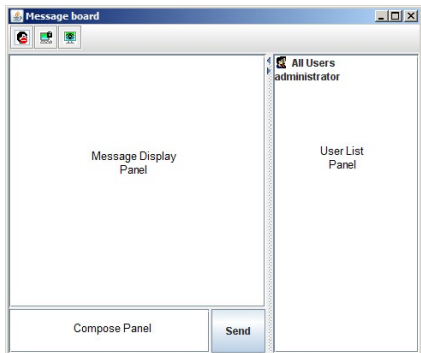 Message board
All Users
administrator
Message Display
Panel
User List
Panel
Compose Panel
Send